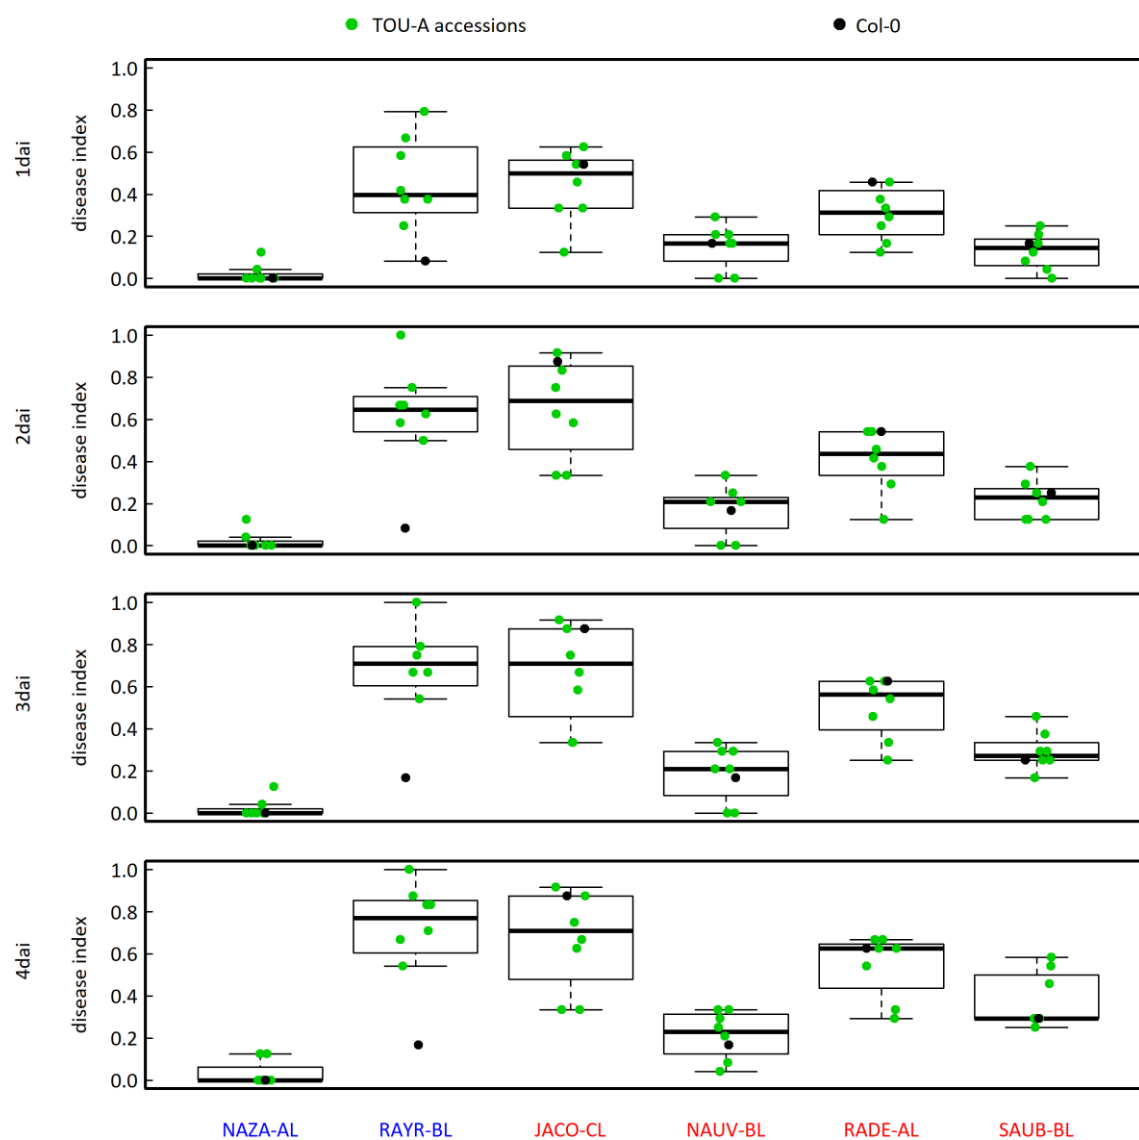 TOU-A accessions Col-0
1dai
disease index
1.0
0.8
0.6
0.4
0.2
0.0
2dai
disease index
1.0
0.8
0.6
0.4
0.2
0.0
3dai
disease index
1.0
0.8
0.6
0.4
0.2
0.0
4dai
disease index
1.0
0.8
0.6
0.4
0.2
0.0
NAZA-AL RAYR-BL JACO-CL NAUV-BL RADE-AL SAUB-BL